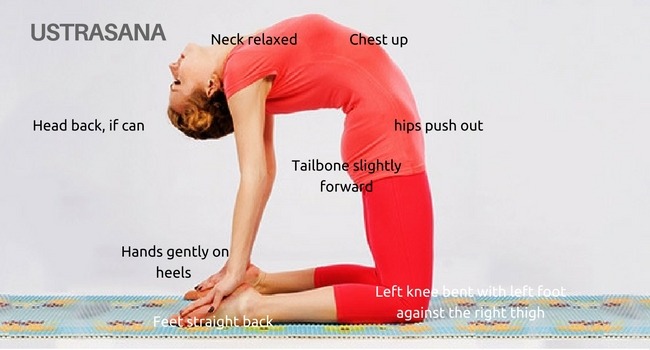 USTRASANA
Neck relaxed
Chest up
Head back, if can
hips push out
Tailbone slightly
forward
Hands gently on
heels
Left knee bent with left foot
against the right thigh
Feet straight back